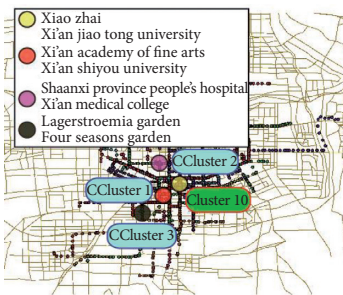 Xiao zhai
Xi'an jiao tong university
Xi'an academy of fine arts
Xi'an shiyou university
Shaanxi province people's hospital
Xi'an medical college
Lagerstroemia garden
Four seasons garden
CCluster 2
CCluster 1
Cluster 10
CCluster 3